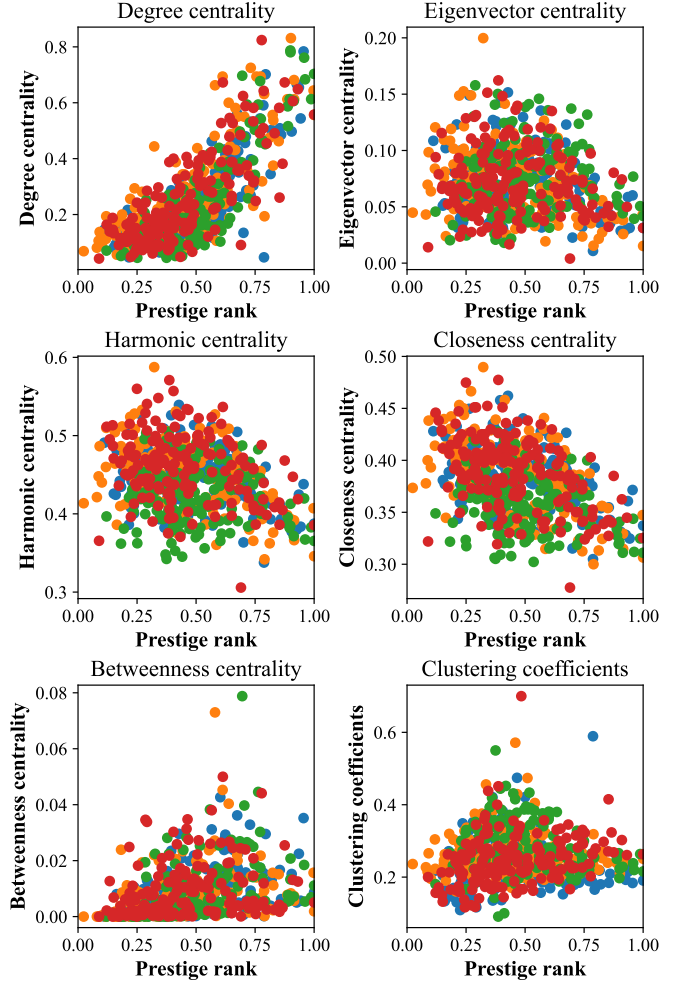 Degree centrality
Degree centrality
0.8
0.6
0.4
0.2
0.00 0.25 0.50 0.75 1.00
Prestige rank
Eigenvector centrality
Eigenvector centrality
0.20
0.15
0.10
0.05
0.00
0.00 0.25 0.50 0.75 1.00
Prestige rank
Harmonic centrality
Harmonic centrality
0.6
0.5
0.4
0.3
0.00 0.25 0.50 0.75 1.00
Prestige rank
Closeness centrality
Closeness centrality
0.50
0.45
0.40
0.35
0.30
0.00 0.25 0.50 0.75 1.00
Prestige rank
Betweenness centrality
Betweenness centrality
0.08
0.06
0.04
0.02
0.00
0.00 0.25 0.50 0.75 1.00
Prestige rank
Clustering coefficients
Clustering coefficients
0.6
0.4
0.2
0.00 0.25 0.50 0.75 1.00
Prestige rank